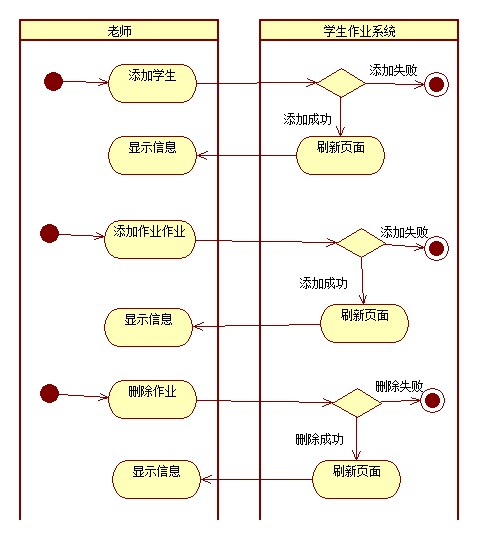 老师
学生作业系统
添加学生
添加失败
添加成功
显示信息
刷新页面
添加作业作业
添加失败
添加成功
显示信息
刷新页面
删除作业
删除失败
删除成功
显示信息
刷新页面